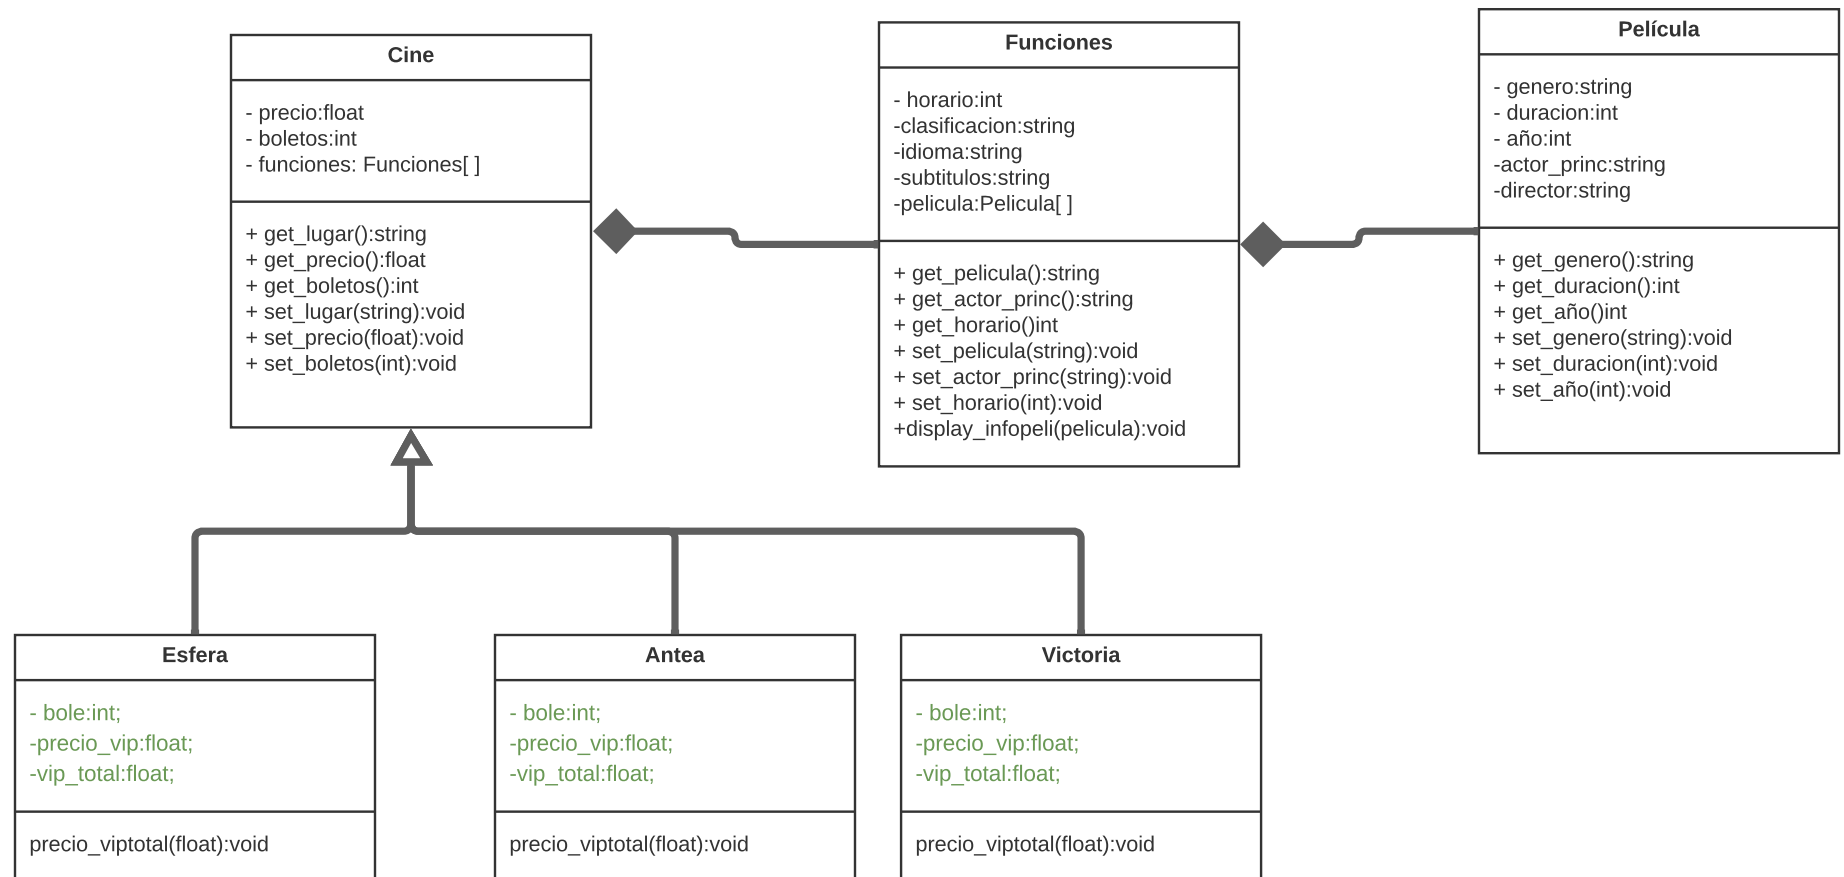 Cine
- precio:float
- boletos:int
- funciones: Funciones[ ]
+ get_lugar():string
+ get_precio():float
+ get_boletos():int
+ set_lugar(string):void
+ set_precio(float):void
+ set_boletos(int):void
Funciones
- horario:int
-clasificacion:string
-idioma:string
-subtitulos:string
-pelicula:Pelicula[ ]
+ get_pelicula():string
+ get_actor_princ():string
+ get_horario()int
+ set_pelicula(string):void
+ set_actor_princ(string):void
+ set_horario(int):void
+display_infopeli(pelicula):void
Película
- genero:string
- duracion:int
- año:int
-actor_princ:string
-director:string
+ get_genero():string
+ get_duracion():int
+ get_año()int
+ set_genero(string):void
+ set_duracion(int):void
+ set_año(int):void
Esfera
- bole:int;
-precio_vip:float;
-vip_total:float;
precio_viptotal(float):void
Antea
- bole:int;
-precio_vip:float;
-vip_total:float;
precio_viptotal(float):void
Victoria
- bole:int;
-precio_vip:float;
-vip_total:float;
precio_viptotal(float):void